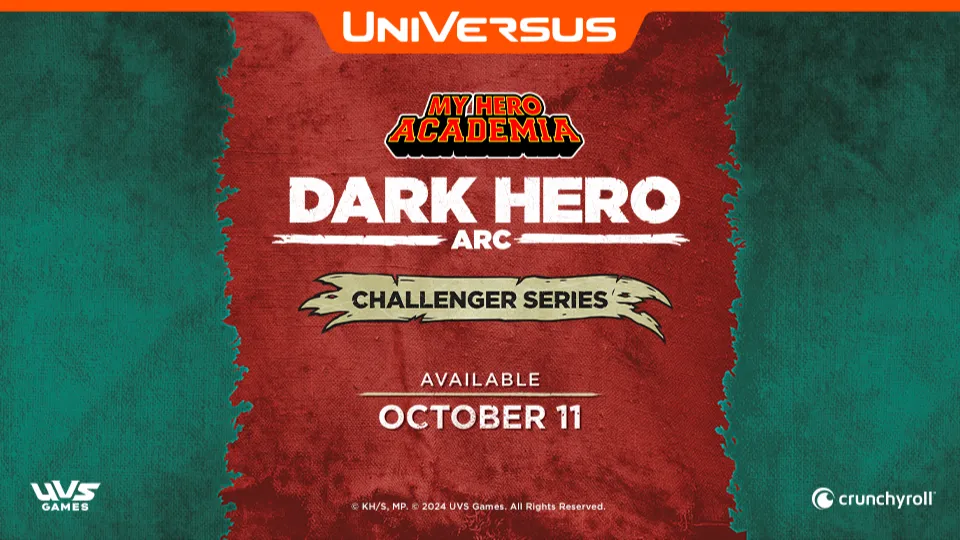 UNIVERSUS
MY HERO
ACADEMIA
DARK HERO
ARC
CHALLENGER SERIES
AVAILABLE
OCTOBER 11
UVS
GAMES
© KH/S, MP. © 2024 UVS Games. All Rights Reserved.
crunchyroll